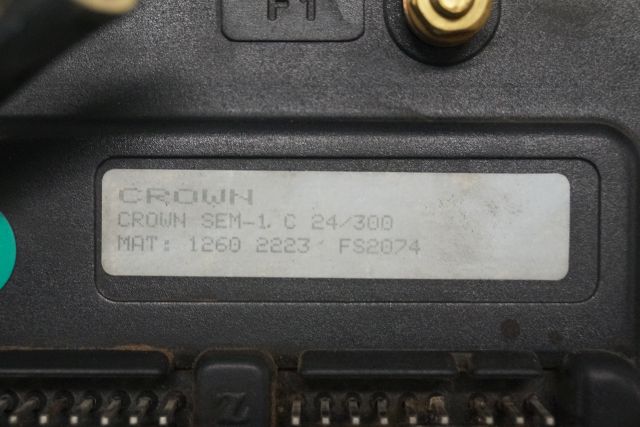 F1
CROWN
CROWN SEM-1. C 24/300
MAT: 1260 2223 FS2074
Z